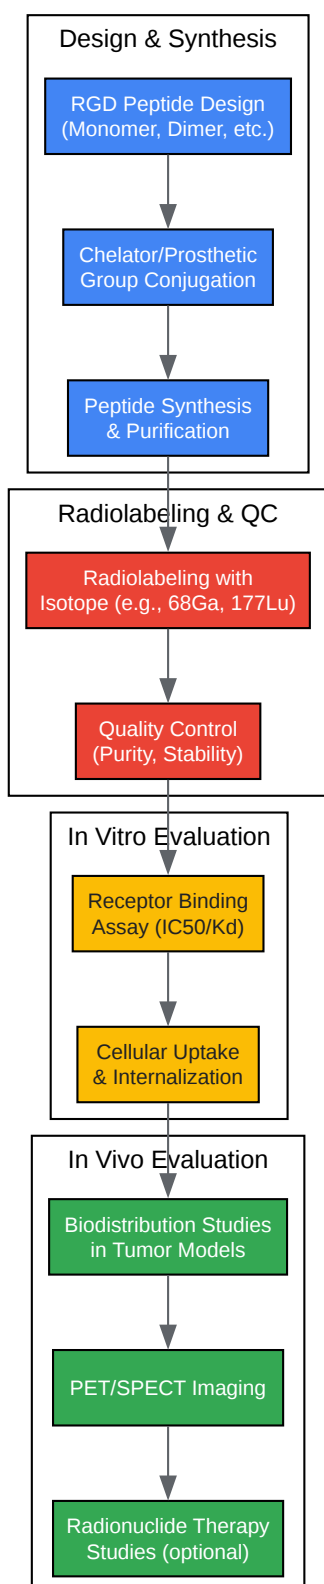 Design & Synthesis
RGD Peptide Design
(Monomer, Dimer, etc.)
Chelator/Prosthetic
Group Conjugation
Peptide Synthesis
& Purification
Radiolabeling & QC
Radiolabeling with
Isotope (e.g., 68Ga, 177Lu)
Quality Control
(Purity, Stability)
In Vitro Evaluation
Receptor Binding
Assay (IC50/Kd)
Cellular Uptake
& Internalization
In Vivo Evaluation
Biodistribution Studies
in Tumor Models
PET/SPECT Imaging
Radionuclide Therapy
Studies (optional)